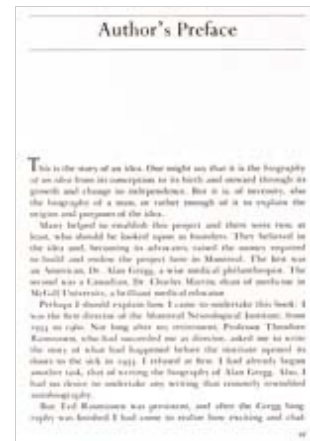 Author's Preface
This is the story of an idea. One might say that it is the biography
of an idea from its conception to its birth and onward through its
growth and change to independence. But it is, of necessity, also
the biography of a man, or rather enough of it to explain the
origins and purposes of the idea.
Many helped to establish this project and there were two, at
least, who should be looked upon as founders. They believed in
the idea and, becoming its advocates, raised the money required
to build and endow the project here in Montreal. The first was
an American, Dr. Alan Gregg, a wise medical philanthropist. The
second was a Canadian, Dr. Charles Martin, dean of medicine in
McGill University, a brilliant medical educator.
Perhaps I should explain how I came to undertake this book. I
was the first director of the Montreal Neurological Institute, from
1934 to 1960. Not long after my retirement, Professor Theodore
Rasmussen, who had succeeded me as director, asked me to write
the story of what had happened before the institute opened its
doors to the sick in 1934. I refused at first. I had already begun
another task, that of writing the biography of Alan Gregg. Also, I
had no desire to undertake any writing that remotely resembled
autobiography.
But Ted Rasmussen was persistent, and after the Gregg biog-
raphy was finished I had come to realize how exciting and chal-